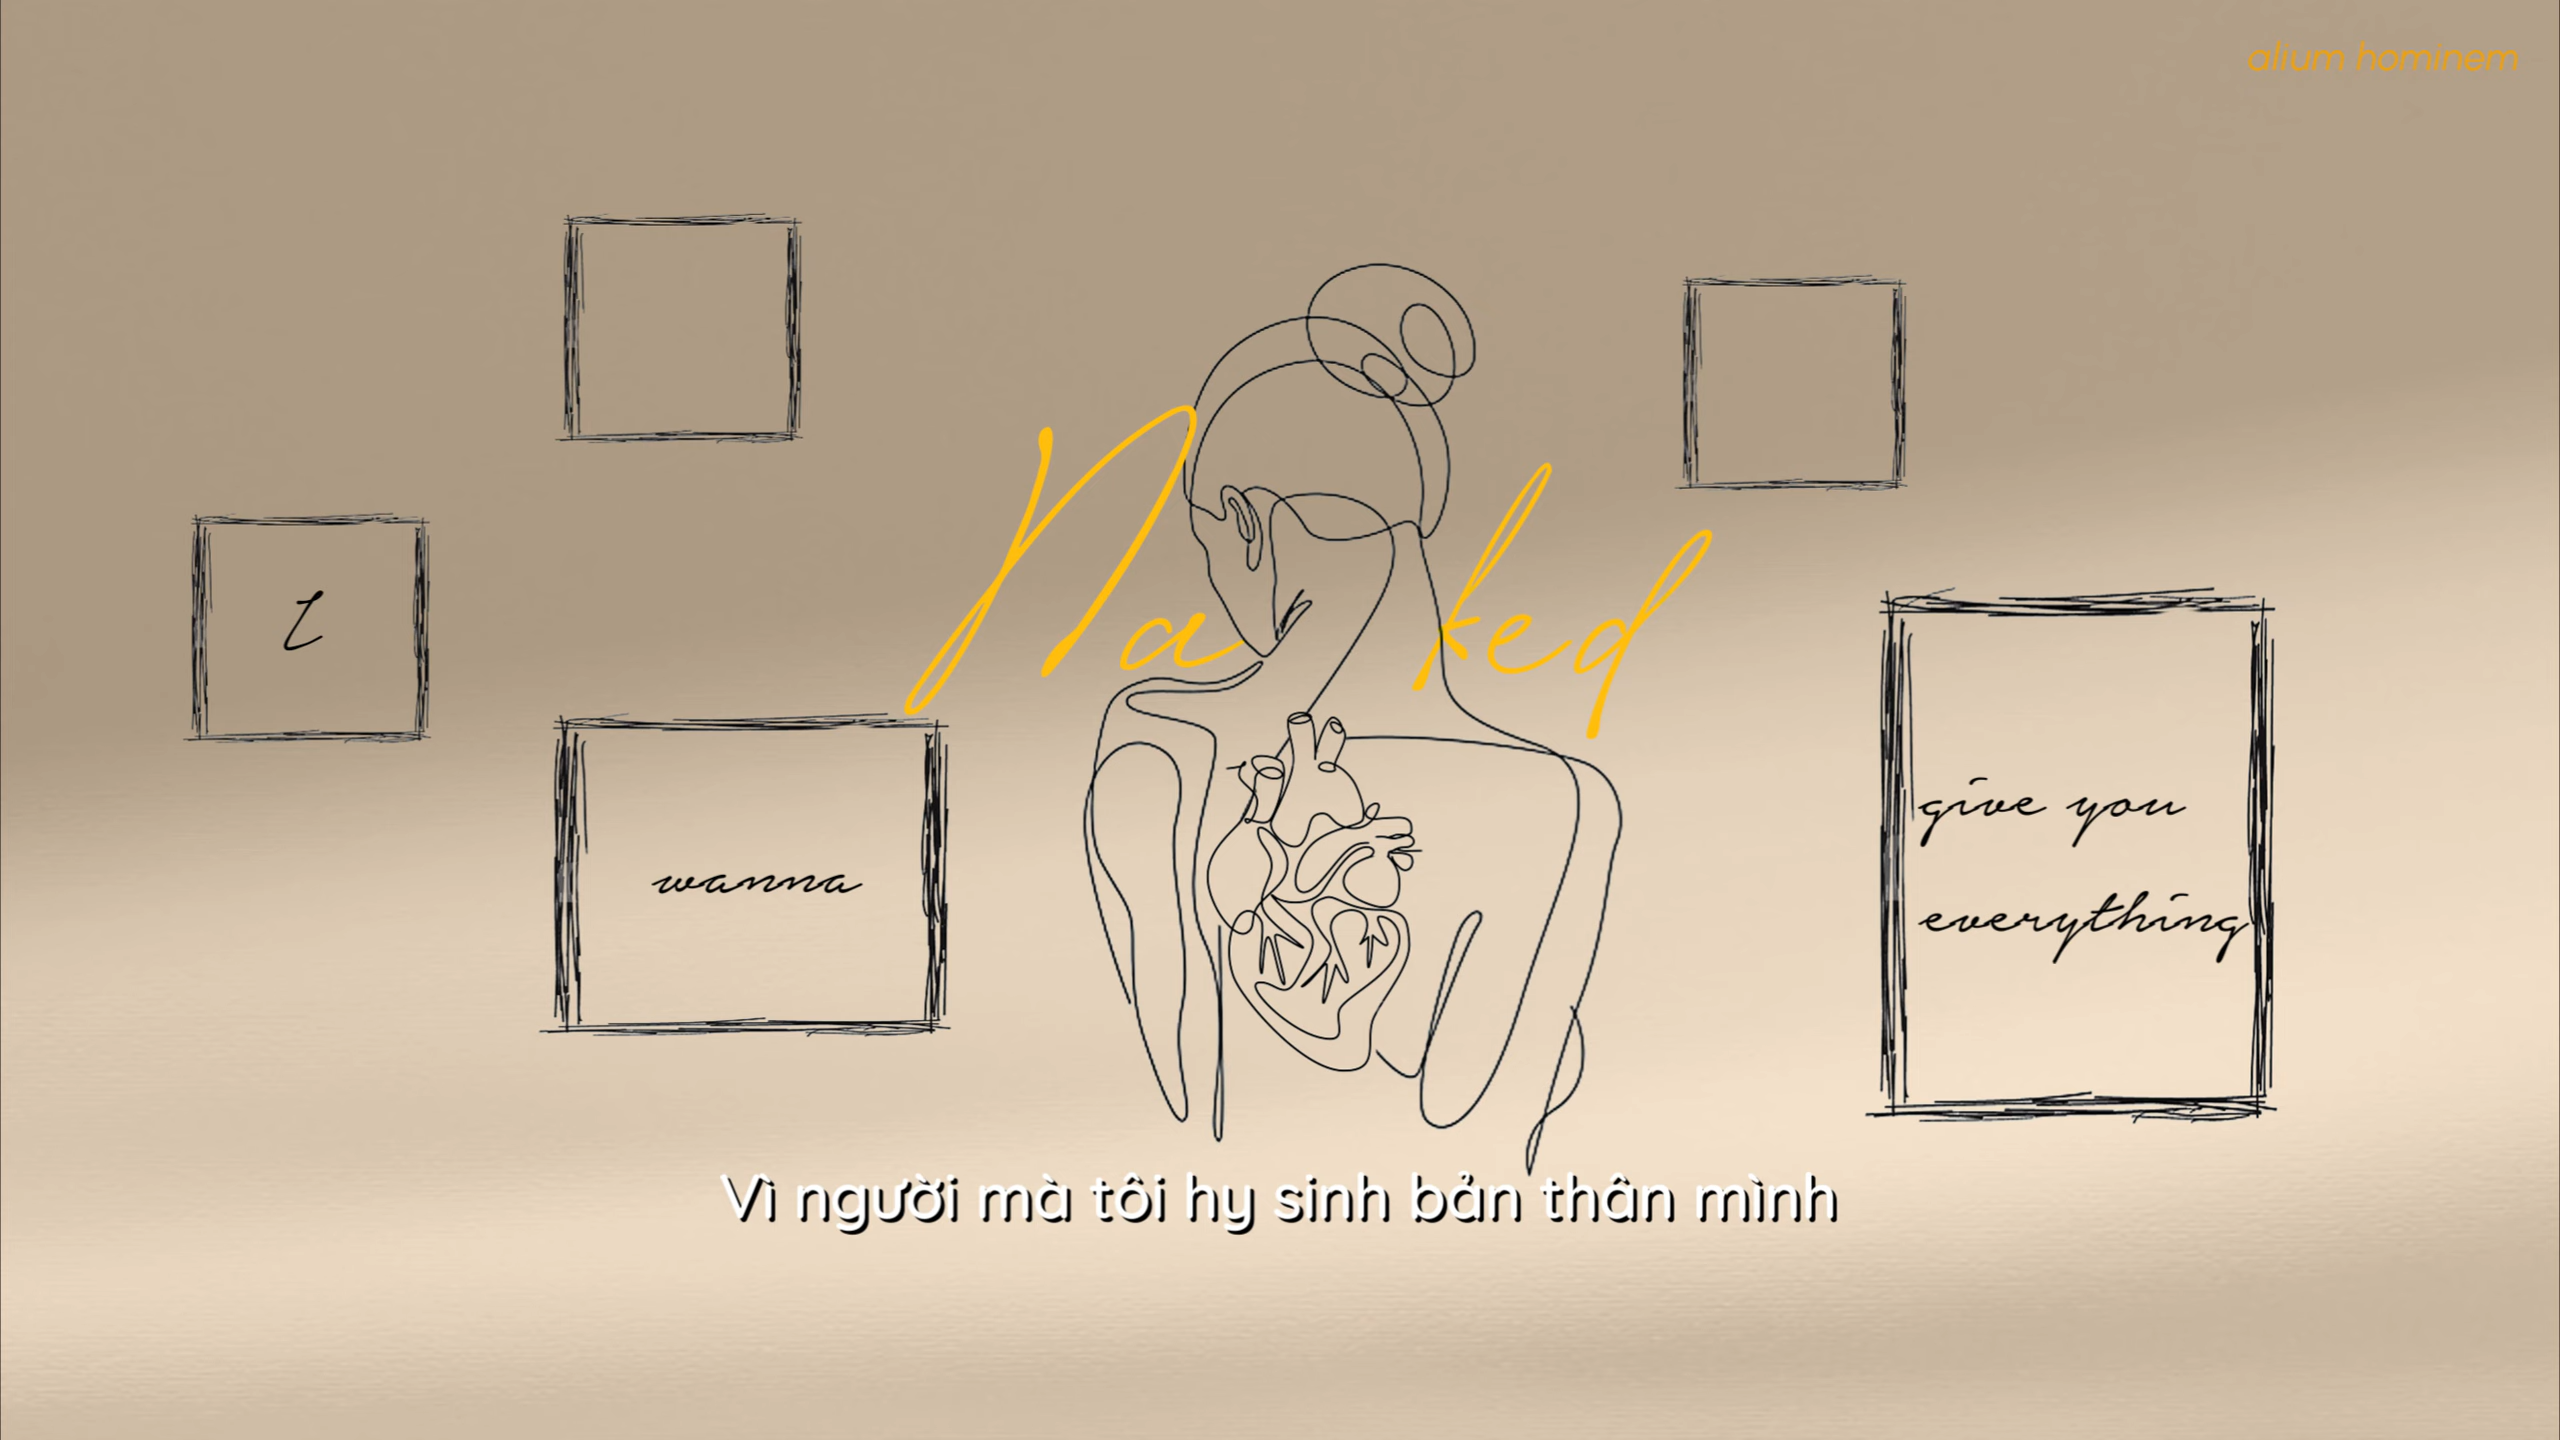 alium hominem
Naked
I
wanna
give you
everything
Vì người mà tôi hy sinh bản thân mình